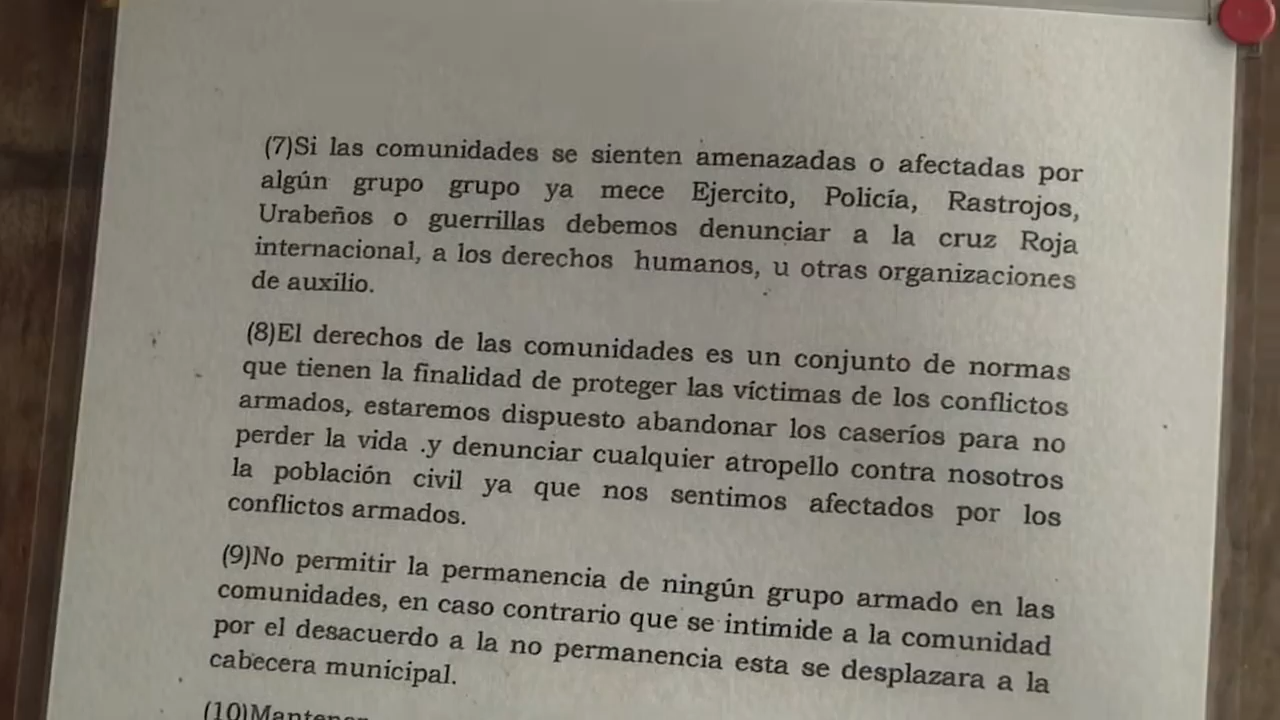 (7)Si las comunidades se sienten amenazadas o afectadas por
algún grupo grupo ya mece Ejercito, Policía, Rastrojos,
Urabeños o guerrillas debemos denunciar a la cruz Roja
internacional, a los derechos humanos, u otras organizaciones
de auxilio.
(8)El derechos de las comunidades es un conjunto de normas
que tienen la finalidad de proteger las víctimas de los conflictos
armados, estaremos dispuesto abandonar los caseríos para no
perder la vida .y denunciar cualquier atropello contra nosotros
la población civil ya que nos sentimos afectados por los
conflictos armados.
(9)No permitir la permanencia de ningún grupo armado en las
comunidades, en caso contrario que se intimide a la comunidad
por el desacuerdo a la no permanencia esta se desplazara a la
cabecera municipal.
(10)Mantener